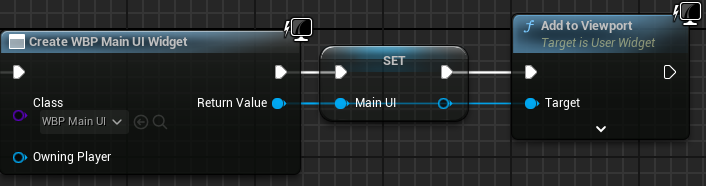 Create WBP Main UI Widget
Class
WBP Main UI
Return Value
Owning Player
SET
Main UI
Add to Viewport
Target is User Widget
Target